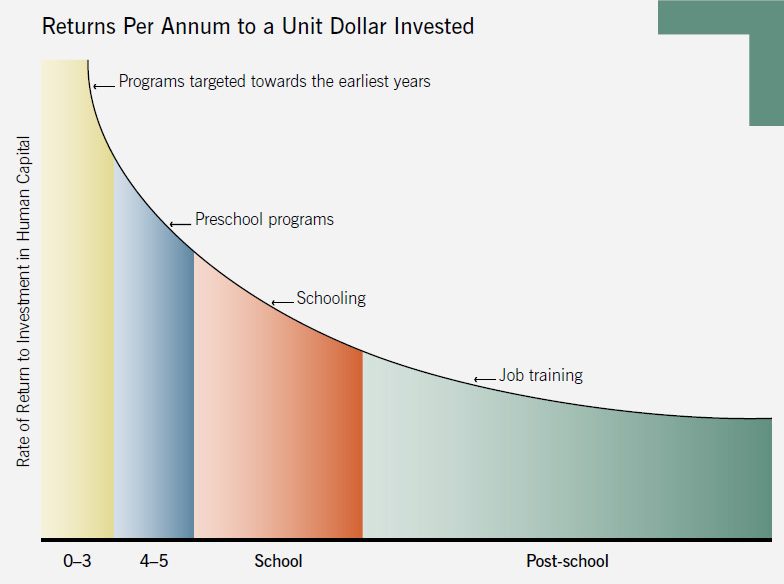 Returns Per Annum to a Unit Dollar Invested
Programs targeted towards the earliest years
Preschool programs
Schooling
Job training
Rate of Return to Investment in Human Capital
0–3
4–5
School
Post-school